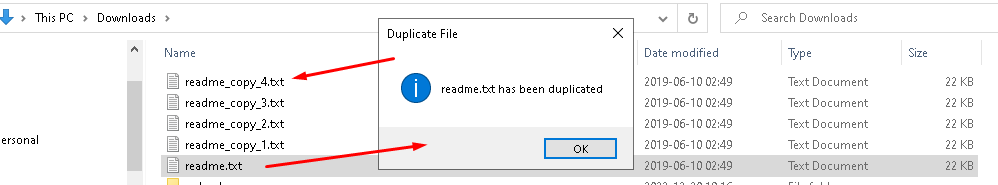 This PC > Downloads >
Search Downloads
Duplicate File
readme.txt has been duplicated
OK
Name Date modified Type Size
readme_copy_4.txt 2019-06-10 02:49 Text Document 22 KB
readme_copy_3.txt 2019-06-10 02:49 Text Document 22 KB
readme_copy_2.txt 2019-06-10 02:49 Text Document 22 KB
ersonal
readme_copy_1.txt 2019-06-10 02:49 Text Document 22 KB
readme.txt 2019-06-10 02:49 Text Document 22 KB